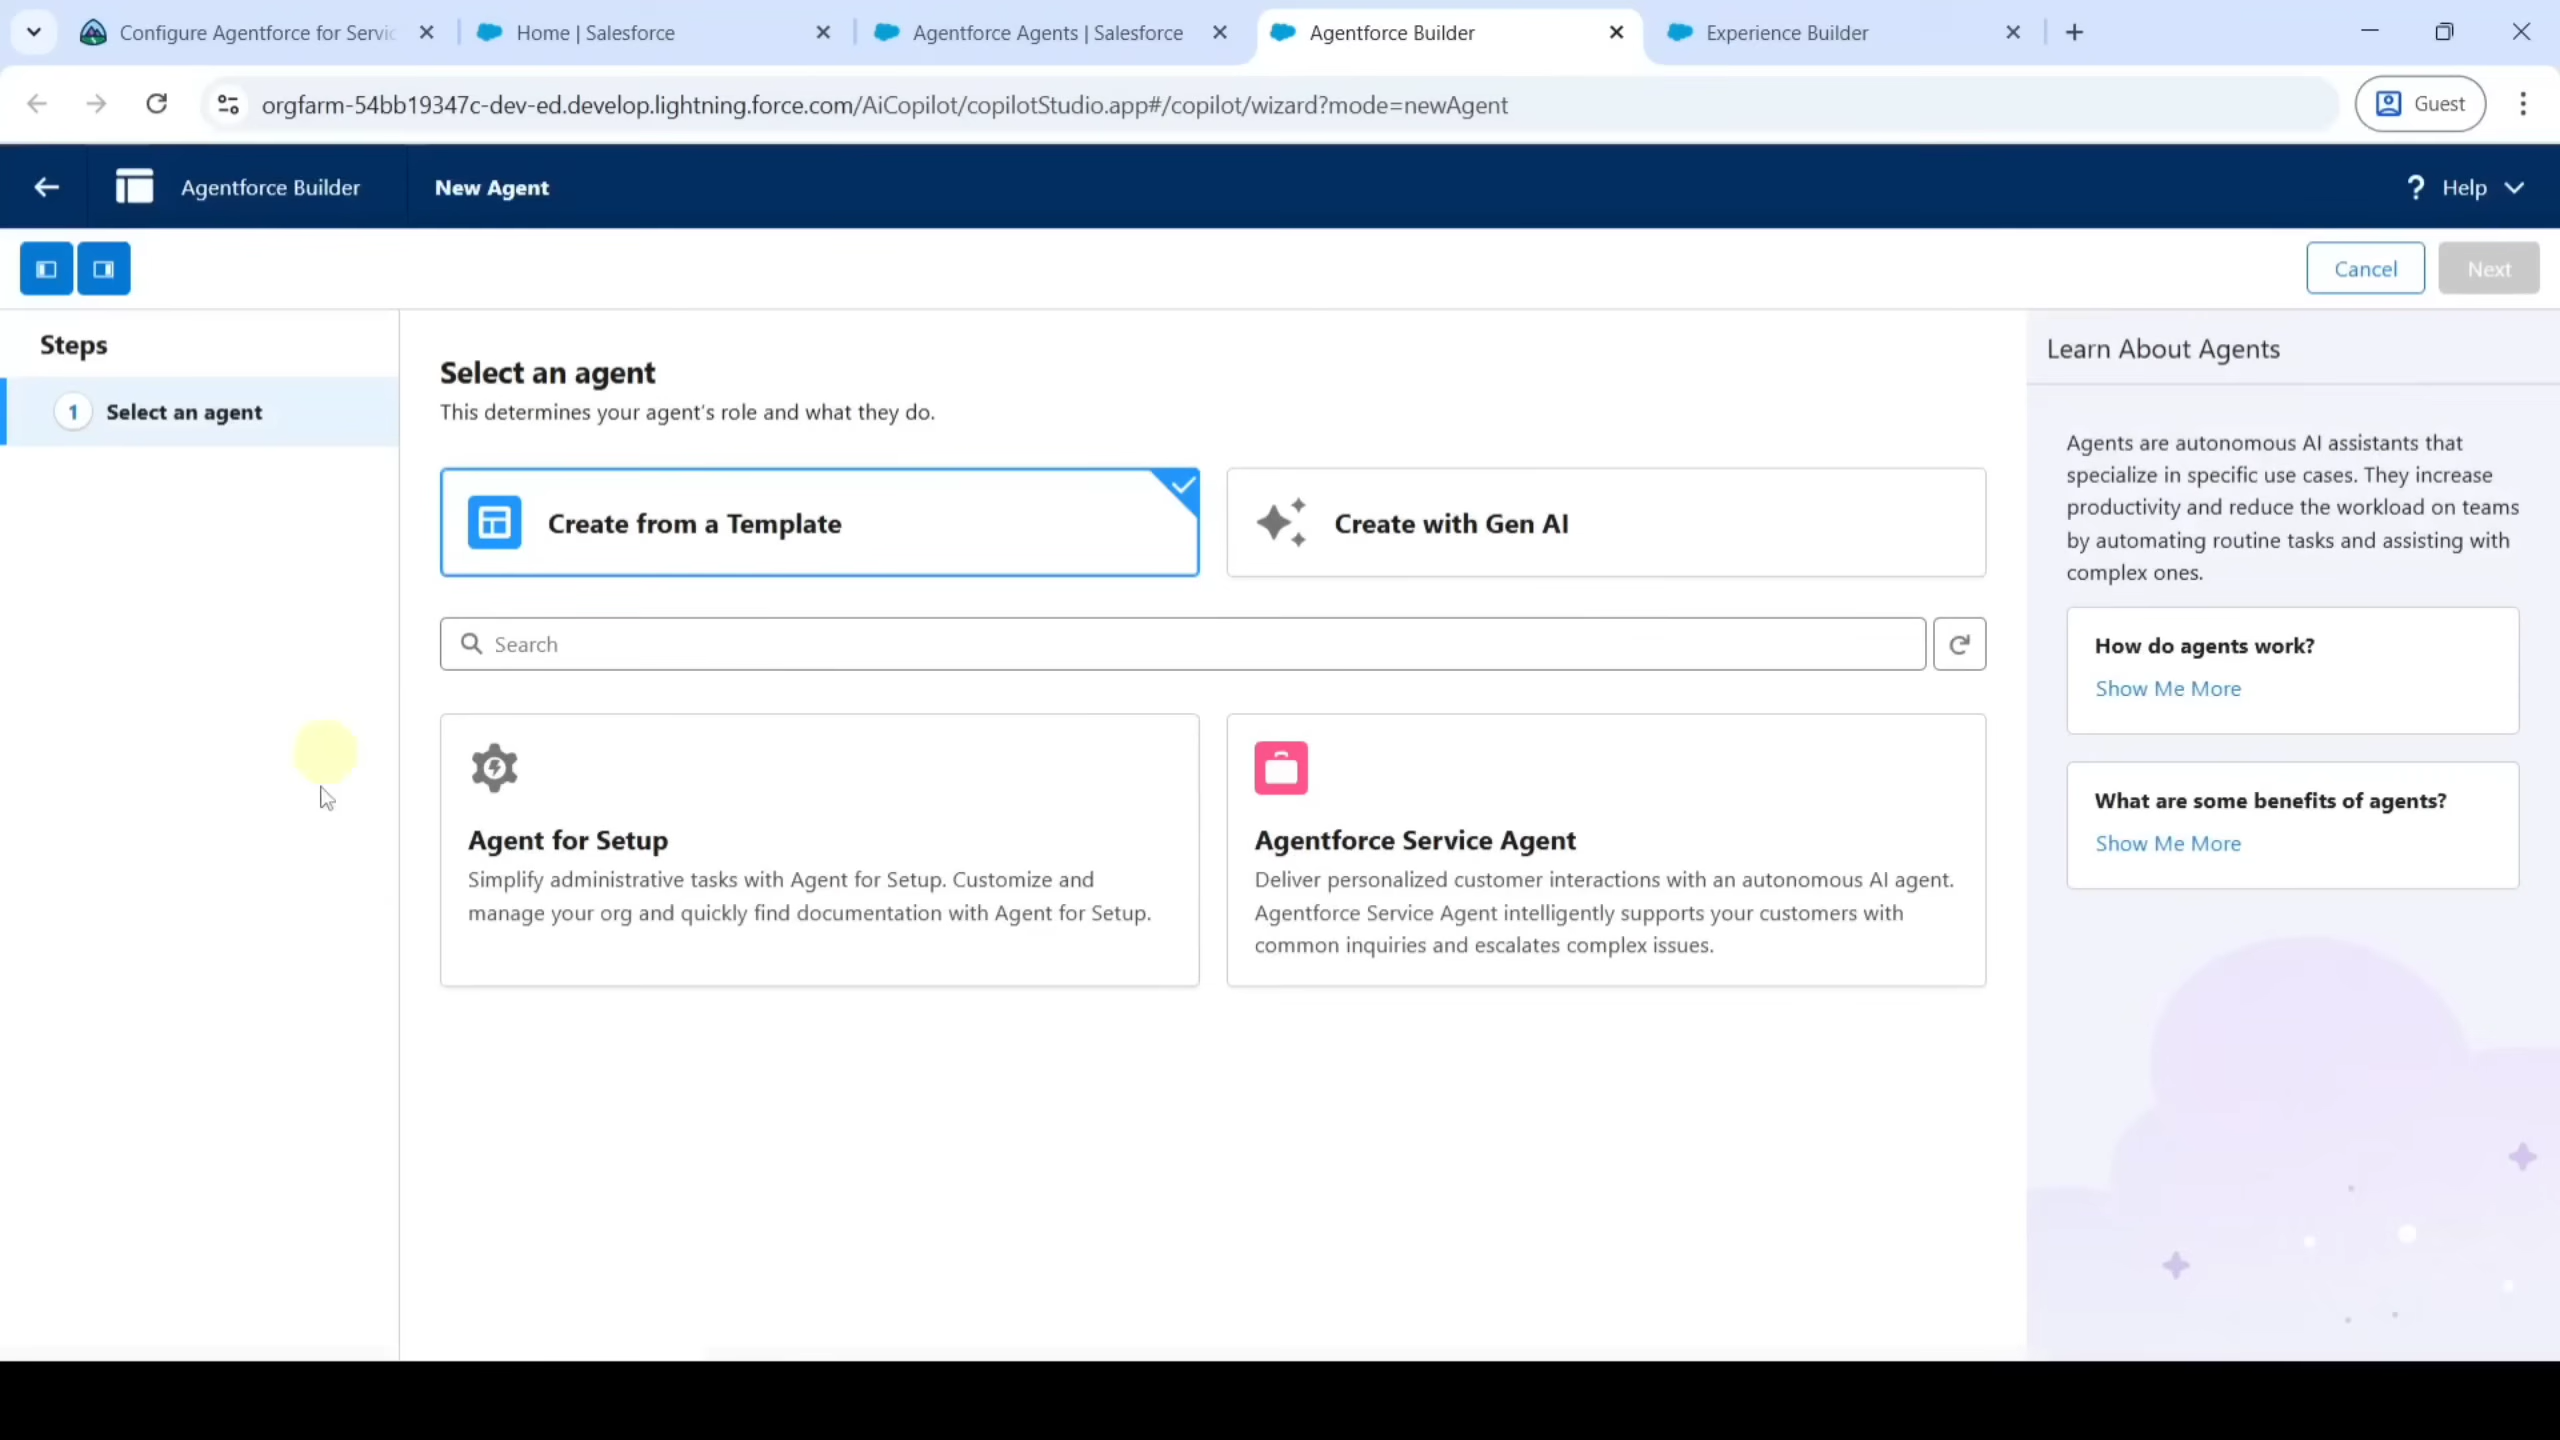 Configure Agentforce for Servic
Home | Salesforce
Agentforce Agents | Salesforce
Agentforce Builder
Experience Builder
orgfarm-54bb19347c-dev-ed.develop.lightning.force.com/AiCopilot/copilotStudio.app#/copilot/wizard?mode=newAgent
Guest
Agentforce Builder
New Agent
? Help
Cancel
Next
Steps
1 Select an agent
Select an agent
This determines your agent's role and what they do.
Create from a Template
Create with Gen AI
Search
Agent for Setup
Simplify administrative tasks with Agent for Setup. Customize and
manage your org and quickly find documentation with Agent for Setup.
Agentforce Service Agent
Deliver personalized customer interactions with an autonomous AI agent.
Agentforce Service Agent intelligently supports your customers with
common inquiries and escalates complex issues.
Learn About Agents
Agents are autonomous AI assistants that
specialize in specific use cases. They increase
productivity and reduce the workload on teams
by automating routine tasks and assisting with
complex ones.
How do agents work?
Show Me More
What are some benefits of agents?
Show Me More